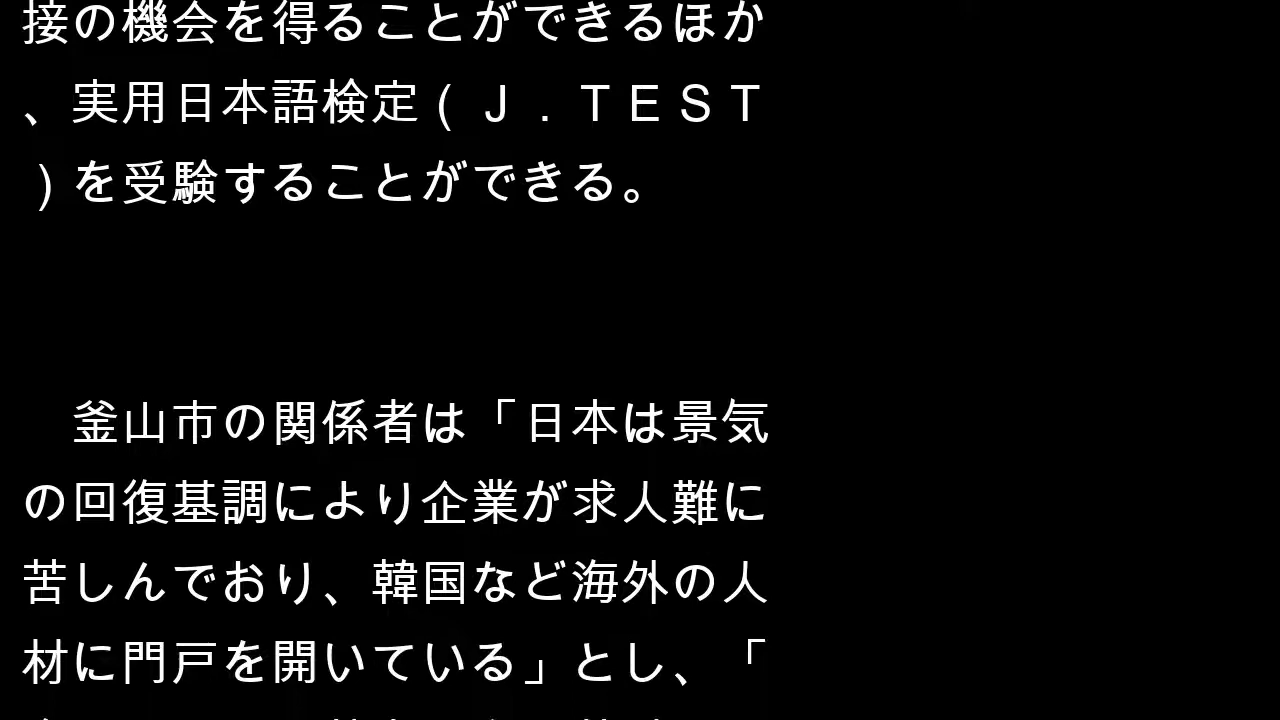 接の機会を得ることができるほか
、実用日本語検定（Ｊ．ＴＥＳＴ
）を受験することができる。
　釜山市の関係者は「日本は景気
の回復基調により企業が求人難に
苦しんでおり、韓国など海外の人
材に門戸を開いている」とし、「